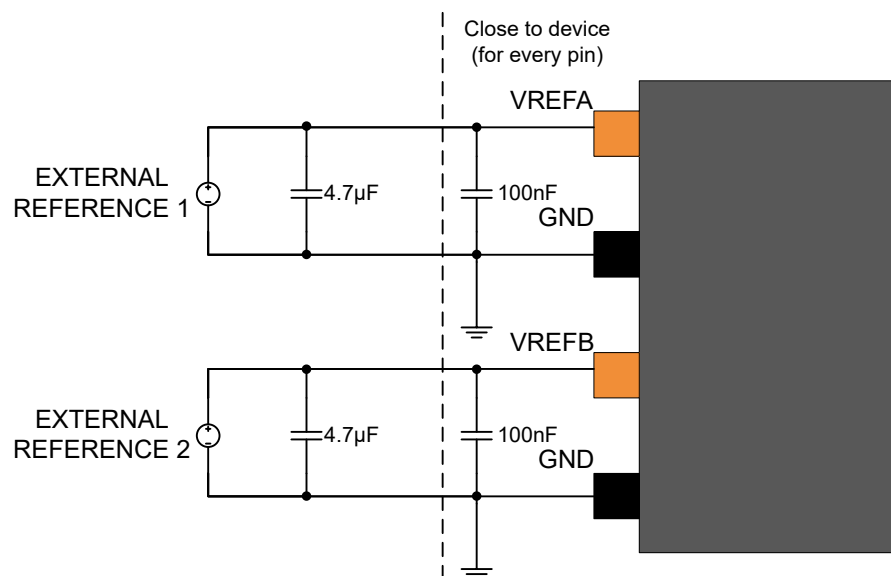 Close to device
(for every pin)
VREFA
EXTERNAL
REFERENCE 1
4.7µF
100nF
GND
VREFB
EXTERNAL
REFERENCE 2
4.7µF
100nF
GND